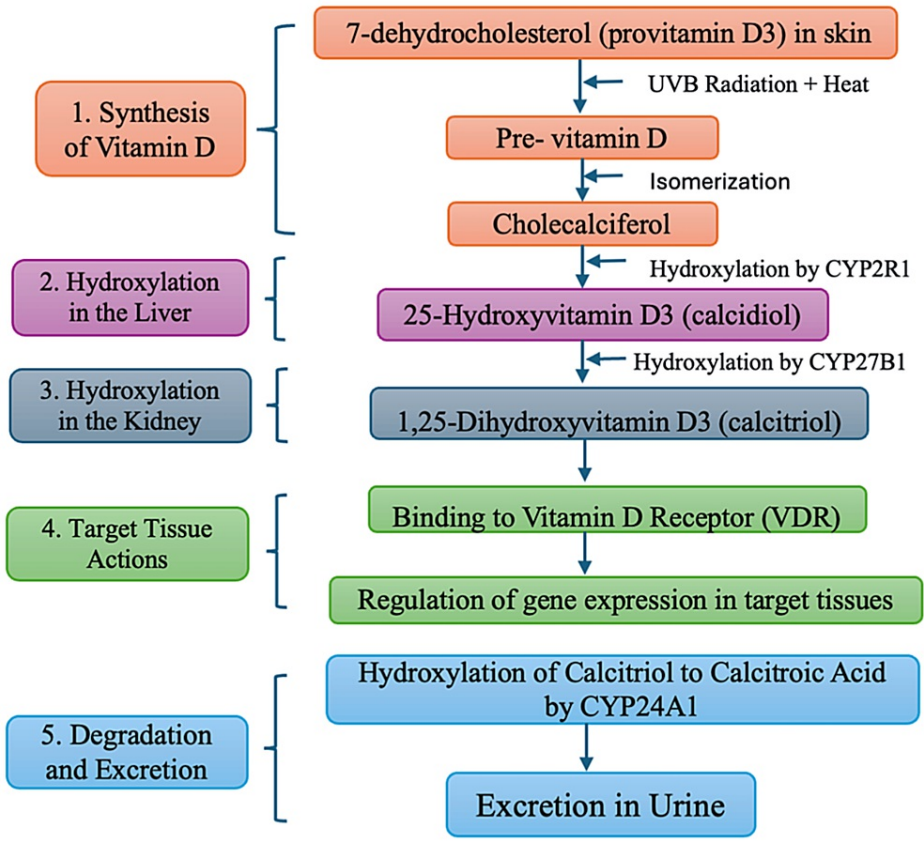 7-dehydrocholesterol (provitamin D3) in skin
UVB Radiation + Heat
1. Synthesis
of Vitamin D
Pre- vitamin D
Isomerization
Cholecalciferol
Hydroxylation by CYP2R1
2. Hydroxylation
in the Liver
25-Hydroxyvitamin D3 (calcidiol)
Hydroxylation by CYP27B1
3. Hydroxylation
in the Kidney
1,25-Dihydroxyvitamin D3 (calcitriol)
4. Target Tissue
Actions
Binding to Vitamin D Receptor (VDR)
Regulation of gene expression in target tissues
Hydroxylation of Calcitriol to Calcitroic Acid
by CYP24A1
5. Degradation
and Excretion
Excretion in Urine